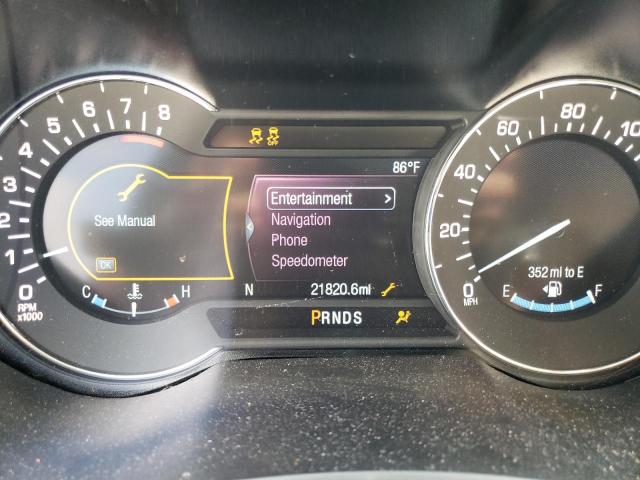 0 1 2 3 4 5 6 7 8
RPM
x1000
See Manual
OK
C H
OFF
86°F
Entertainment >
Navigation
Phone
Speedometer
N 21820.6mi
PRNDS
0 20 40 60 80 10
MPH
352 mi to E
E F